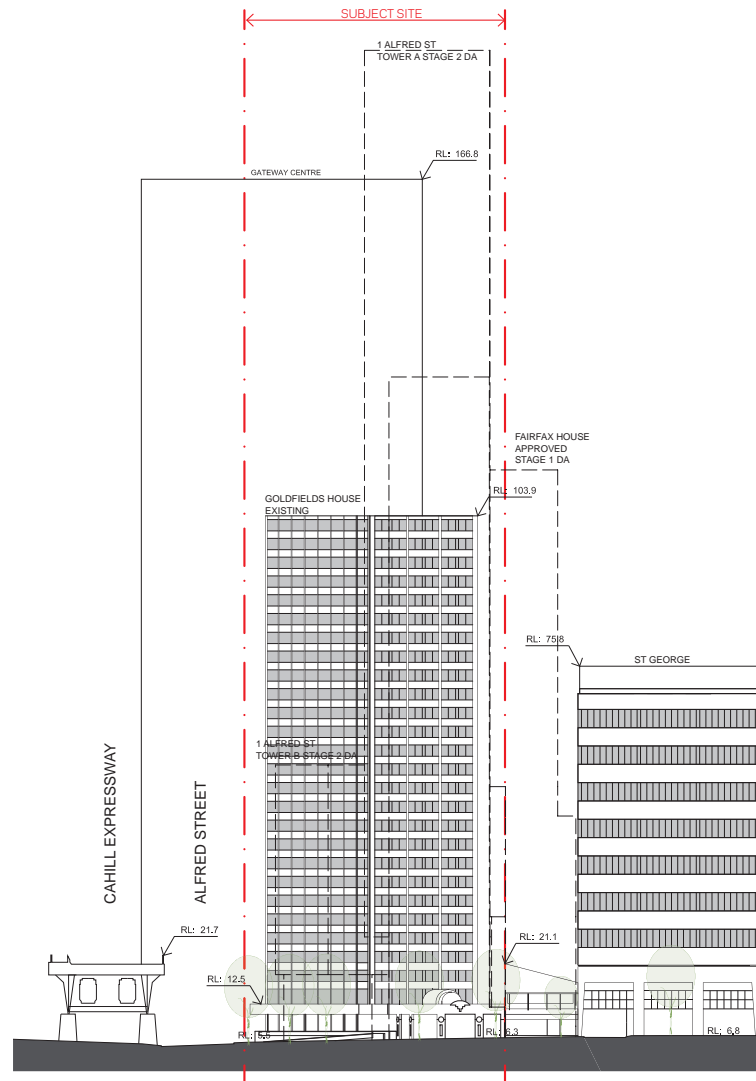 SUBJECT SITE
1 ALFRED ST
TOWER A STAGE 2 DA
RL: 166.8
GATEWAY CENTRE
FAIRFAX HOUSE
APPROVED
STAGE 1 DA
RL: 103.9
GOLDFIELDS HOUSE
EXISTING
RL: 75.8
ST GEORGE
1 ALFRED ST
TOWER B STAGE 2 DA
CAHILL EXPRESSWAY
ALFRED STREET
RL: 21.7
RL: 21.1
RL: 12.5
RL: 5.5
RL: 6.3
RL: 6.8